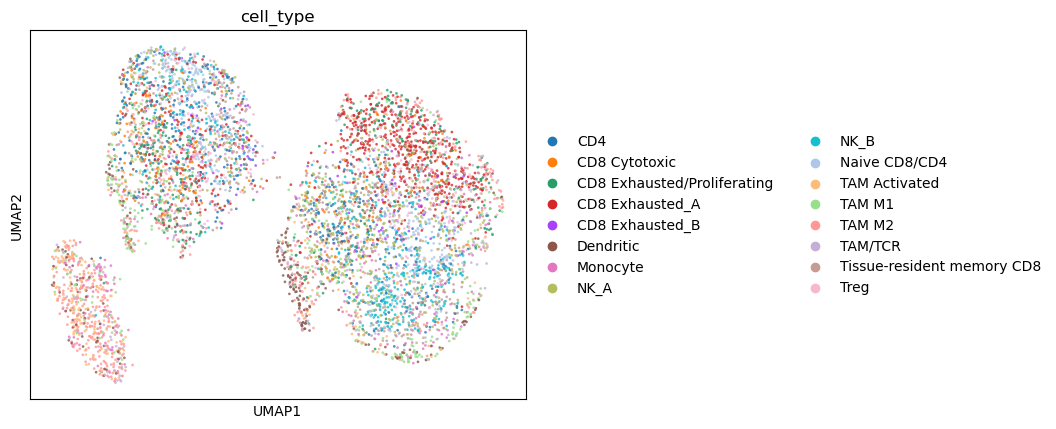 cell_type
UMAP2
UMAP1
CD4
CD8 Cytotoxic
CD8 Exhausted/Proliferating
CD8 Exhausted_A
CD8 Exhausted_B
Dendritic
Monocyte
NK_A
NK_B
Naive CD8/CD4
TAM Activated
TAM M1
TAM M2
TAM/TCR
Tissue-resident memory CD8
Treg